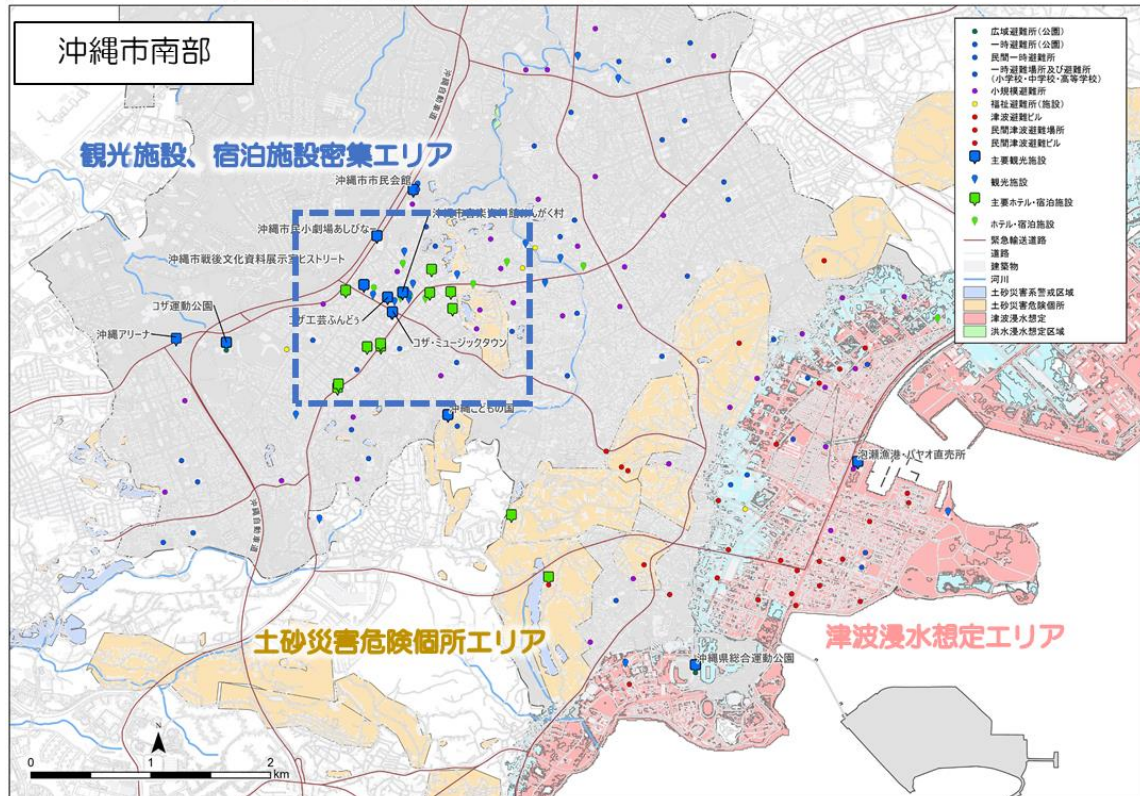 沖縄市南部
広域避難所(公園)
一時避難所(公園)
民間一時避難所
一時避難場所及び避難所
(小学校・中学校・高等学校)
小規模避難所
福祉避難所(施設)
津波避難ビル
民間津波避難場所
民間津波避難ビル
主要観光施設
観光施設
主要ホテル・宿泊施設
ホテル・宿泊施設
緊急輸送道路
道路
建築物
河川
土砂災害系警戒区域
土砂災害危険個所
津波浸水想定
洪水浸水想定区域
沖縄自動車道
観光施設、宿泊施設密集エリア
沖縄市市民会館
沖縄市民小劇場あしびなー
沖縄市戦後文化資料展示室ヒストリート
コザ運動公園
沖縄アリーナ
コザ工芸ふんどぅ
コザ・ミュージックタウン
沖縄こどもの国
泡瀬漁港・パヤオ直売所
沖縄自動車道
土砂災害危険個所エリア
津波浸水想定エリア
沖縄県総合運動公園
N
0 1 2
km